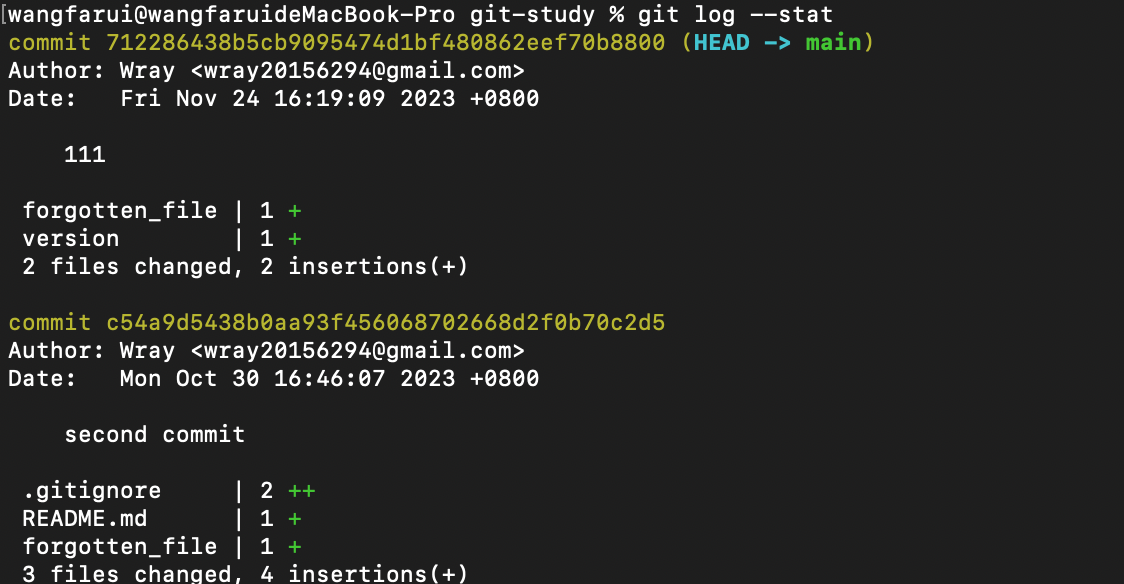 [wangfarui@wangfaruideMacBook-Pro git-study % git log --stat
commit 712286438b5cb9095474d1bf480862eef70b8800 (HEAD -> main)
Author: Wray <wray20156294@gmail.com>
Date:   Fri Nov 24 16:19:09 2023 +0800

    111

 forgotten_file | 1 +
 version        | 1 +
 2 files changed, 2 insertions(+)

commit c54a9d5438b0aa93f456068702668d2f0b70c2d5
Author: Wray <wray20156294@gmail.com>
Date:   Mon Oct 30 16:46:07 2023 +0800

    second commit

 .gitignore     | 2 ++
 README.md      | 1 +
 forgotten_file | 1 +
 3 files changed, 4 insertions(+)